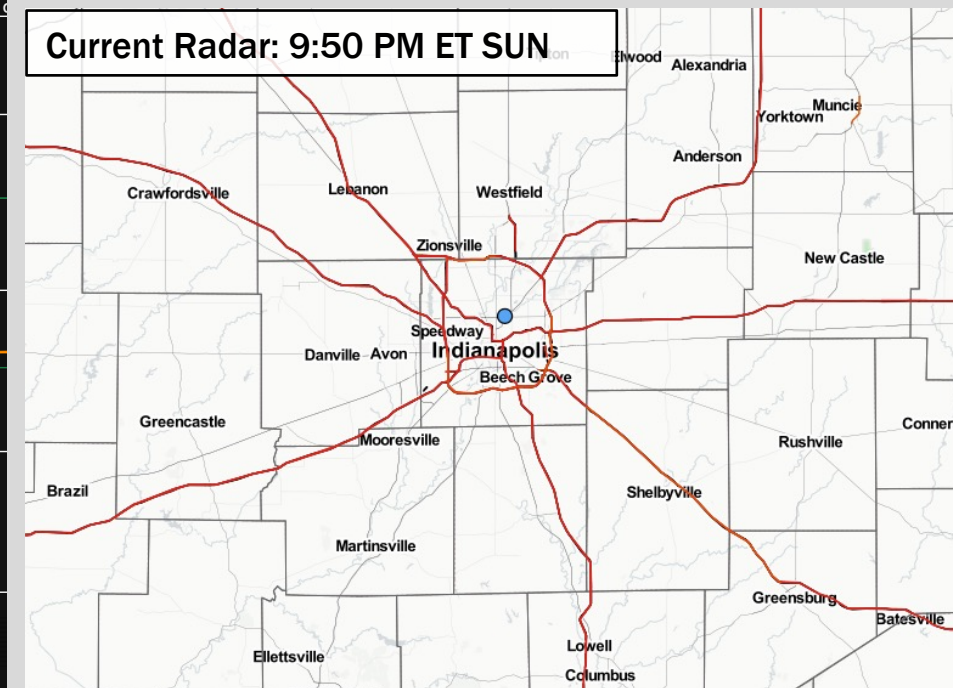 Current Radar: 9:50 PM ET SUN
Elwood
Alexandria
Muncie
Yorktown
Anderson
Crawfordsville
Lebanon
Westfield
Zionsville
New Castle
Speedway
Indianapolis
Danville
Avon
Beech Grove
Greencastle
Mooresville
Rushville
Conner
Brazil
Shelbyville
Martinsville
Greensburg
Batesville
Ellettsville
Lowell
Columbus